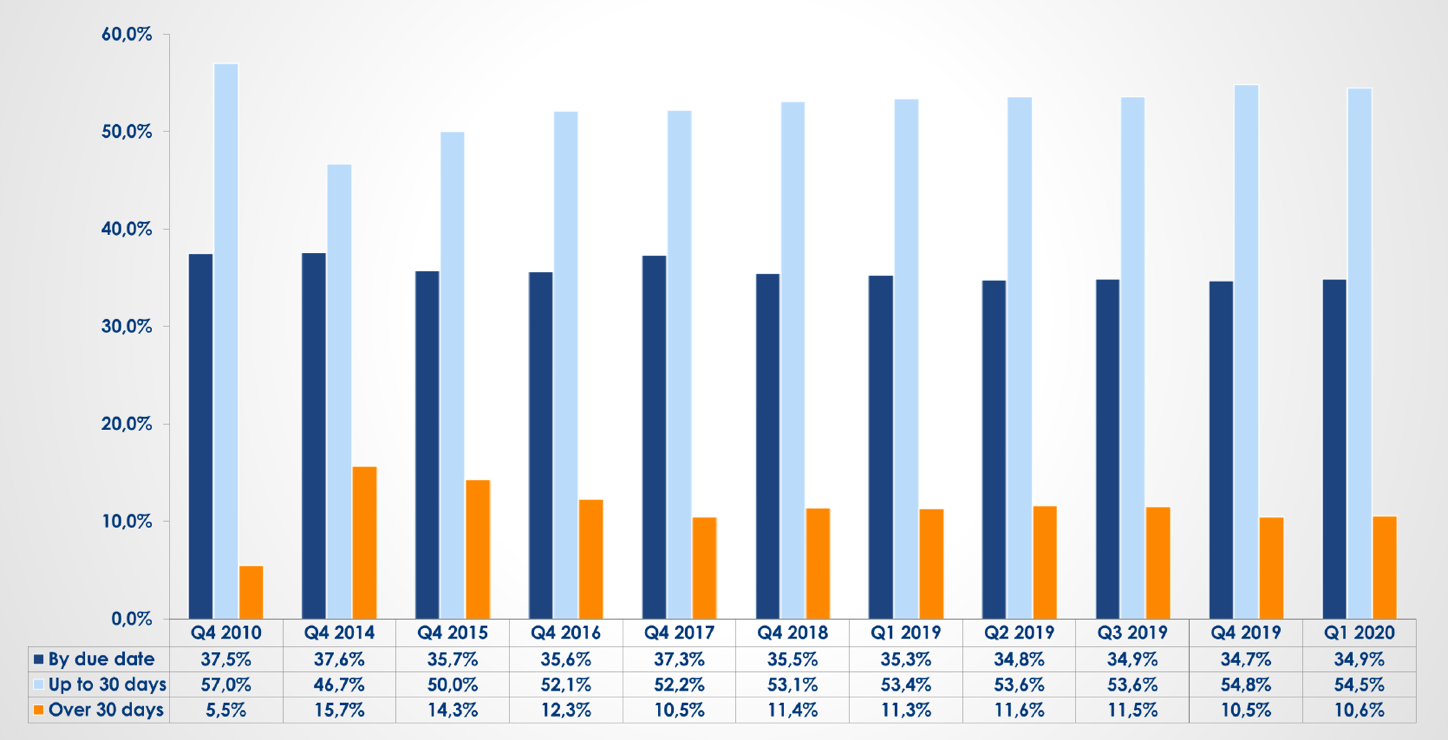 60,0%
50,0%
40,0%
30,0%
20,0%
10,0%
0,0%
Q4 2010 Q4 2014 Q4 2015 Q4 2016 Q4 2017 Q4 2018 Q1 2019 Q2 2019 Q3 2019 Q4 2019 Q1 2020
By due date 37,5% 37,6% 35,7% 35,6% 37,3% 35,5% 35,3% 34,8% 34,9% 34,7% 34,9%
Up to 30 days 57,0% 46,7% 50,0% 52,1% 52,2% 53,1% 53,4% 53,6% 53,6% 54,8% 54,5%
Over 30 days 5,5% 15,7% 14,3% 12,3% 10,5% 11,4% 11,3% 11,6% 11,5% 10,5% 10,6%